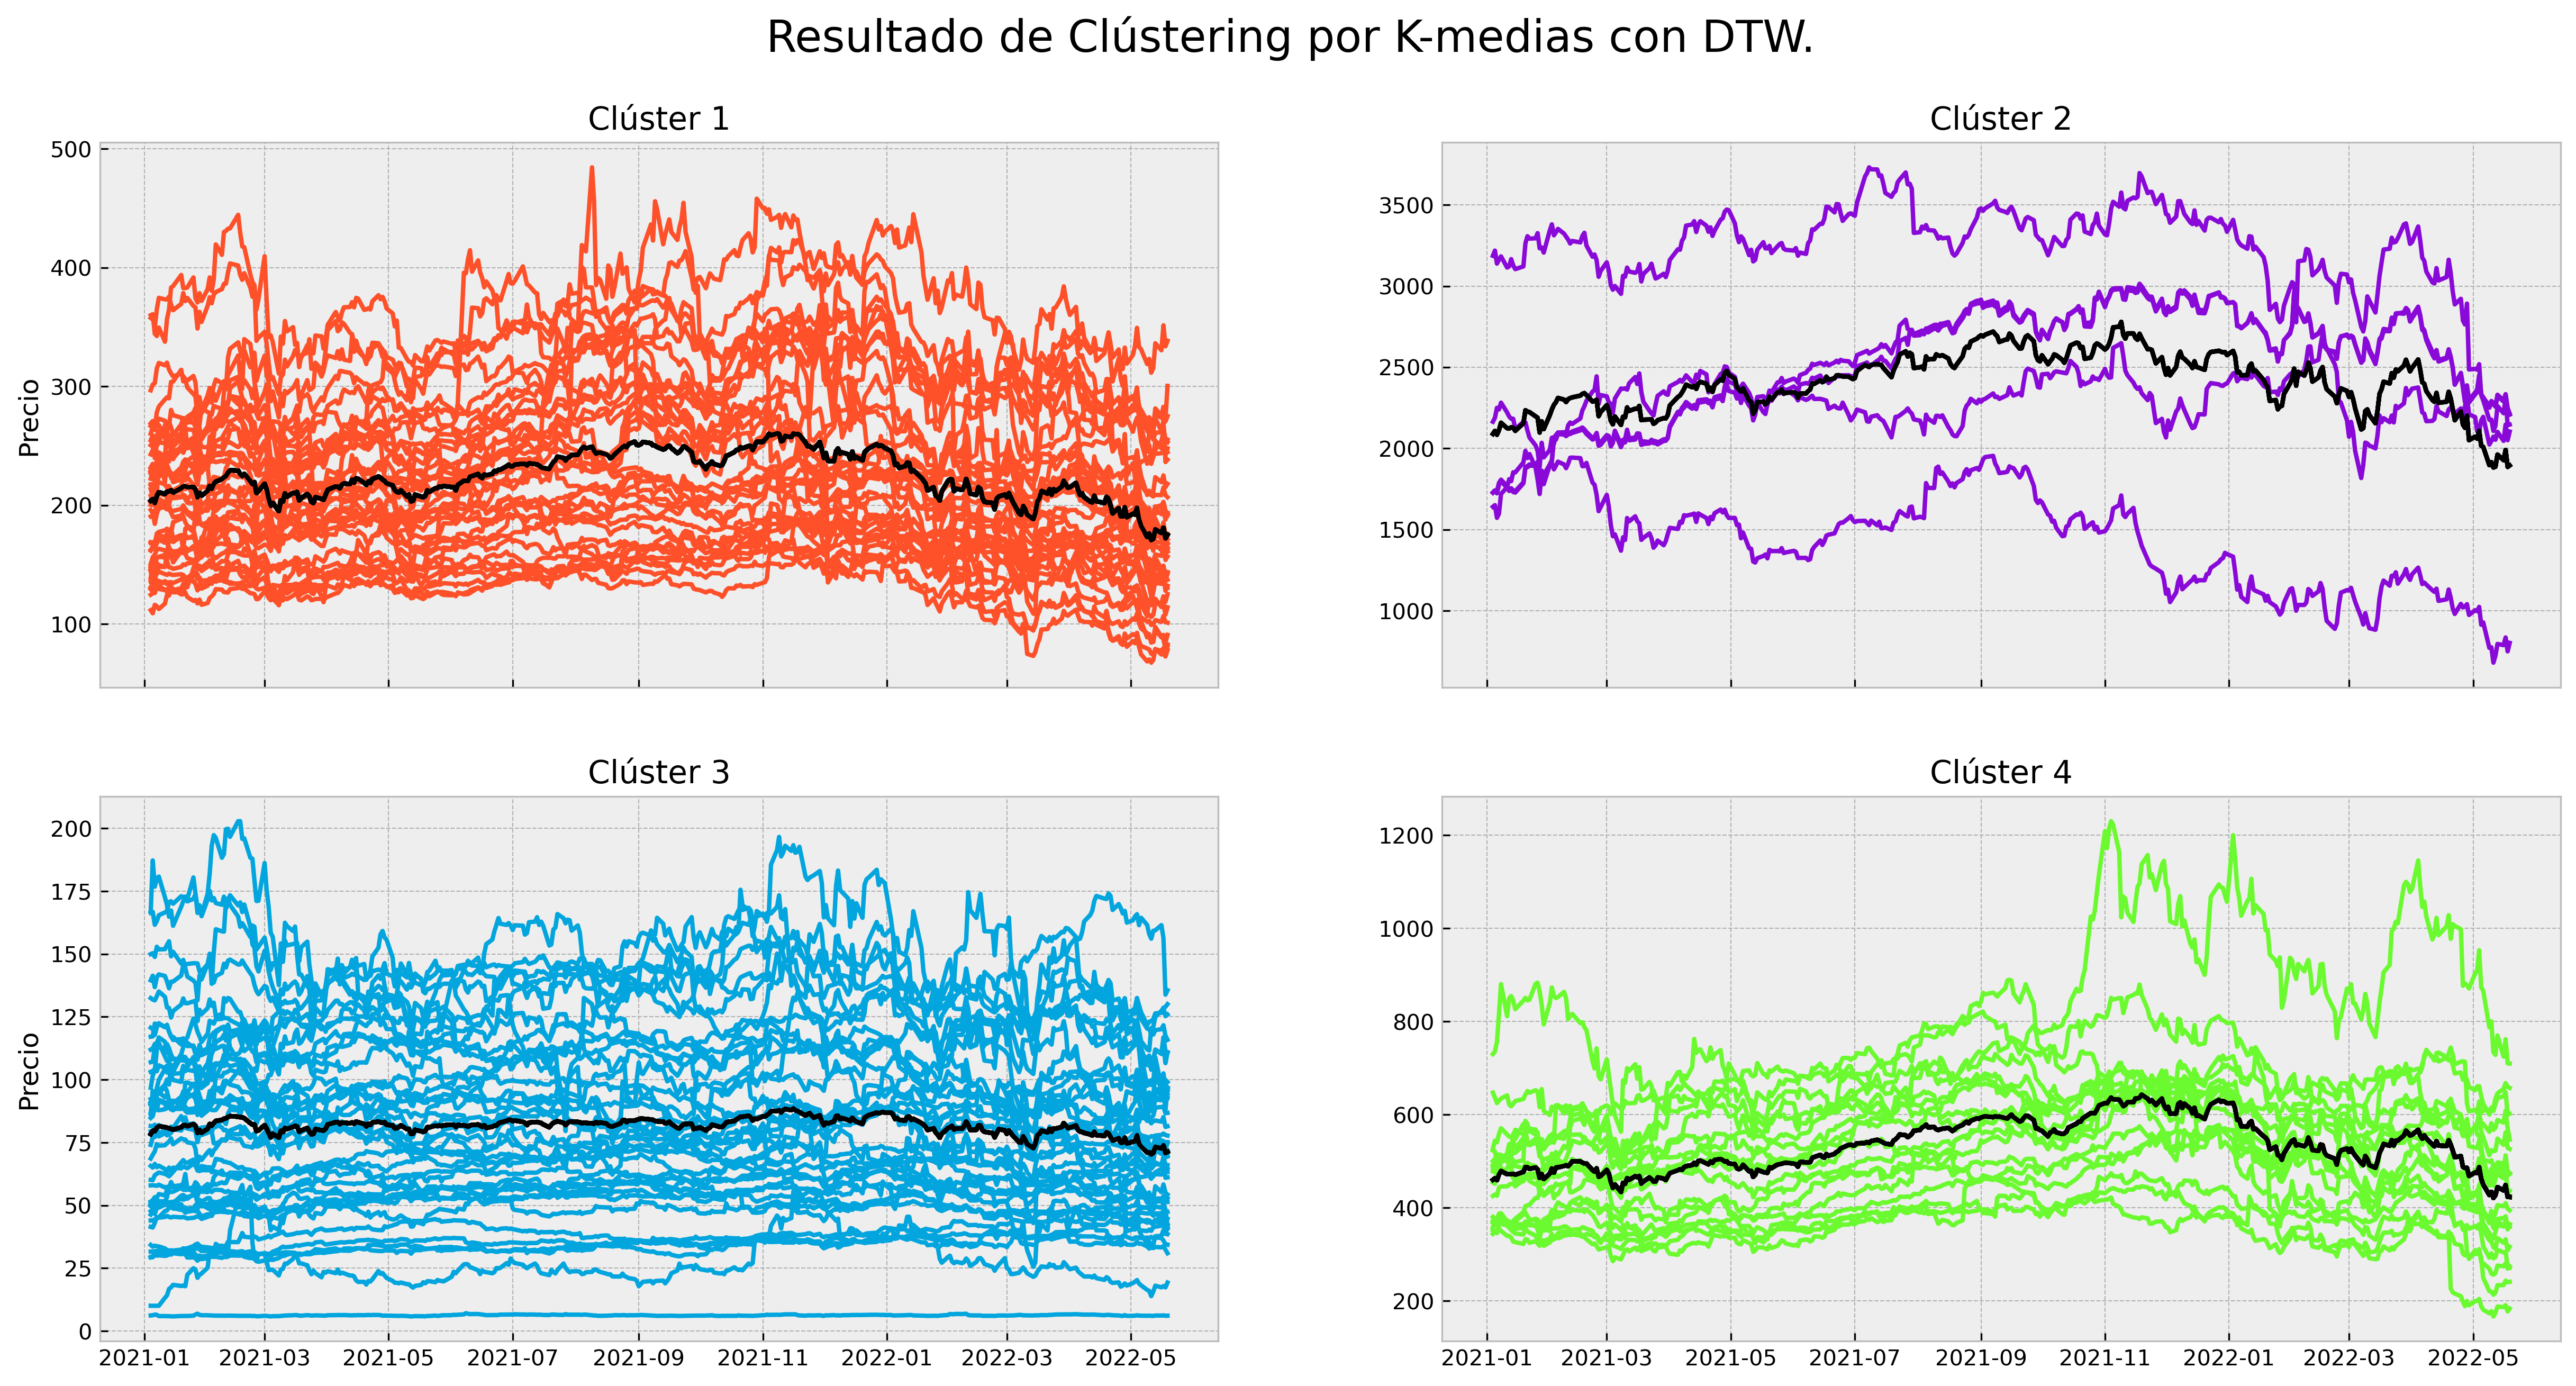 Resultado de Clústering por K-medias con DTW.
Clúster 1
Precio
500
400
300
200
100
Clúster 2
3500
3000
2500
2000
1500
1000
Clúster 3
Precio
200
175
150
125
100
75
50
25
0
2021-01 2021-03 2021-05 2021-07 2021-09 2021-11 2022-01 2022-03 2022-05
Clúster 4
1200
1000
800
600
400
200
2021-01 2021-03 2021-05 2021-07 2021-09 2021-11 2022-01 2022-03 2022-05